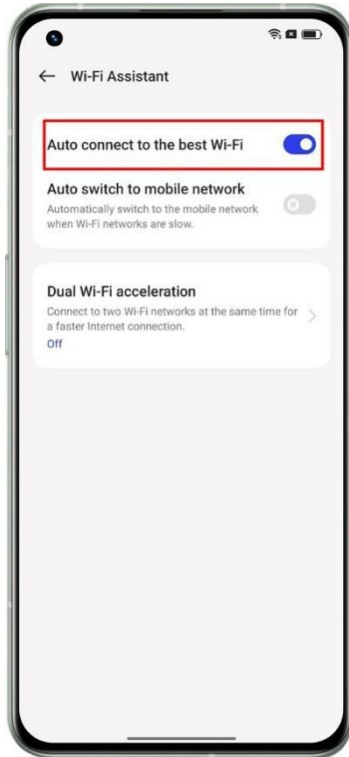 Wi-Fi Assistant
Auto connect to the best Wi-Fi
Auto switch to mobile network
Automatically switch to the mobile network
when Wi-Fi networks are slow.
Dual Wi-Fi acceleration
Connect to two Wi-Fi networks at the same time for
a faster Internet connection.
Off